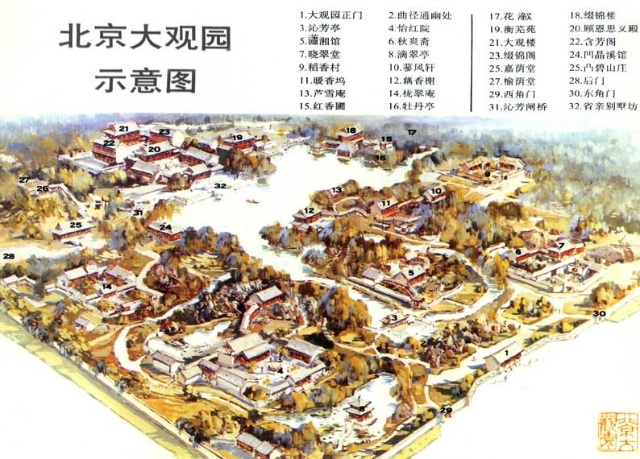 北京大观园
示意图
1.大观园正门 2.曲径通幽处
3.沁芳亭 4.怡红院
5.潇湘馆 6.秋爽斋
7.晓翠堂 8.滴翠亭
9.稻香村 10.蓼风轩
11.暖香坞 12.藕香榭
13.芦雪庵 14.栊翠庵
15.红香圃 16.牡丹亭
17.花溆 18.缀锦楼
19.衡芜苑 20.顾恩思义殿
21.大观楼 22.含芳阁
23.缀锦阁 24.凹晶溪馆
25.嘉荫堂 25.凸碧山庄
27.榆荫堂 28.后门
29.西角门 30.东角门
31.沁芳闸桥 32.省亲别墅坊
21
23
22
20
19
18
15
17
16
27
26
32
13
11
10
9
31
12
25
24
28
14
5
7
3
30
1
29